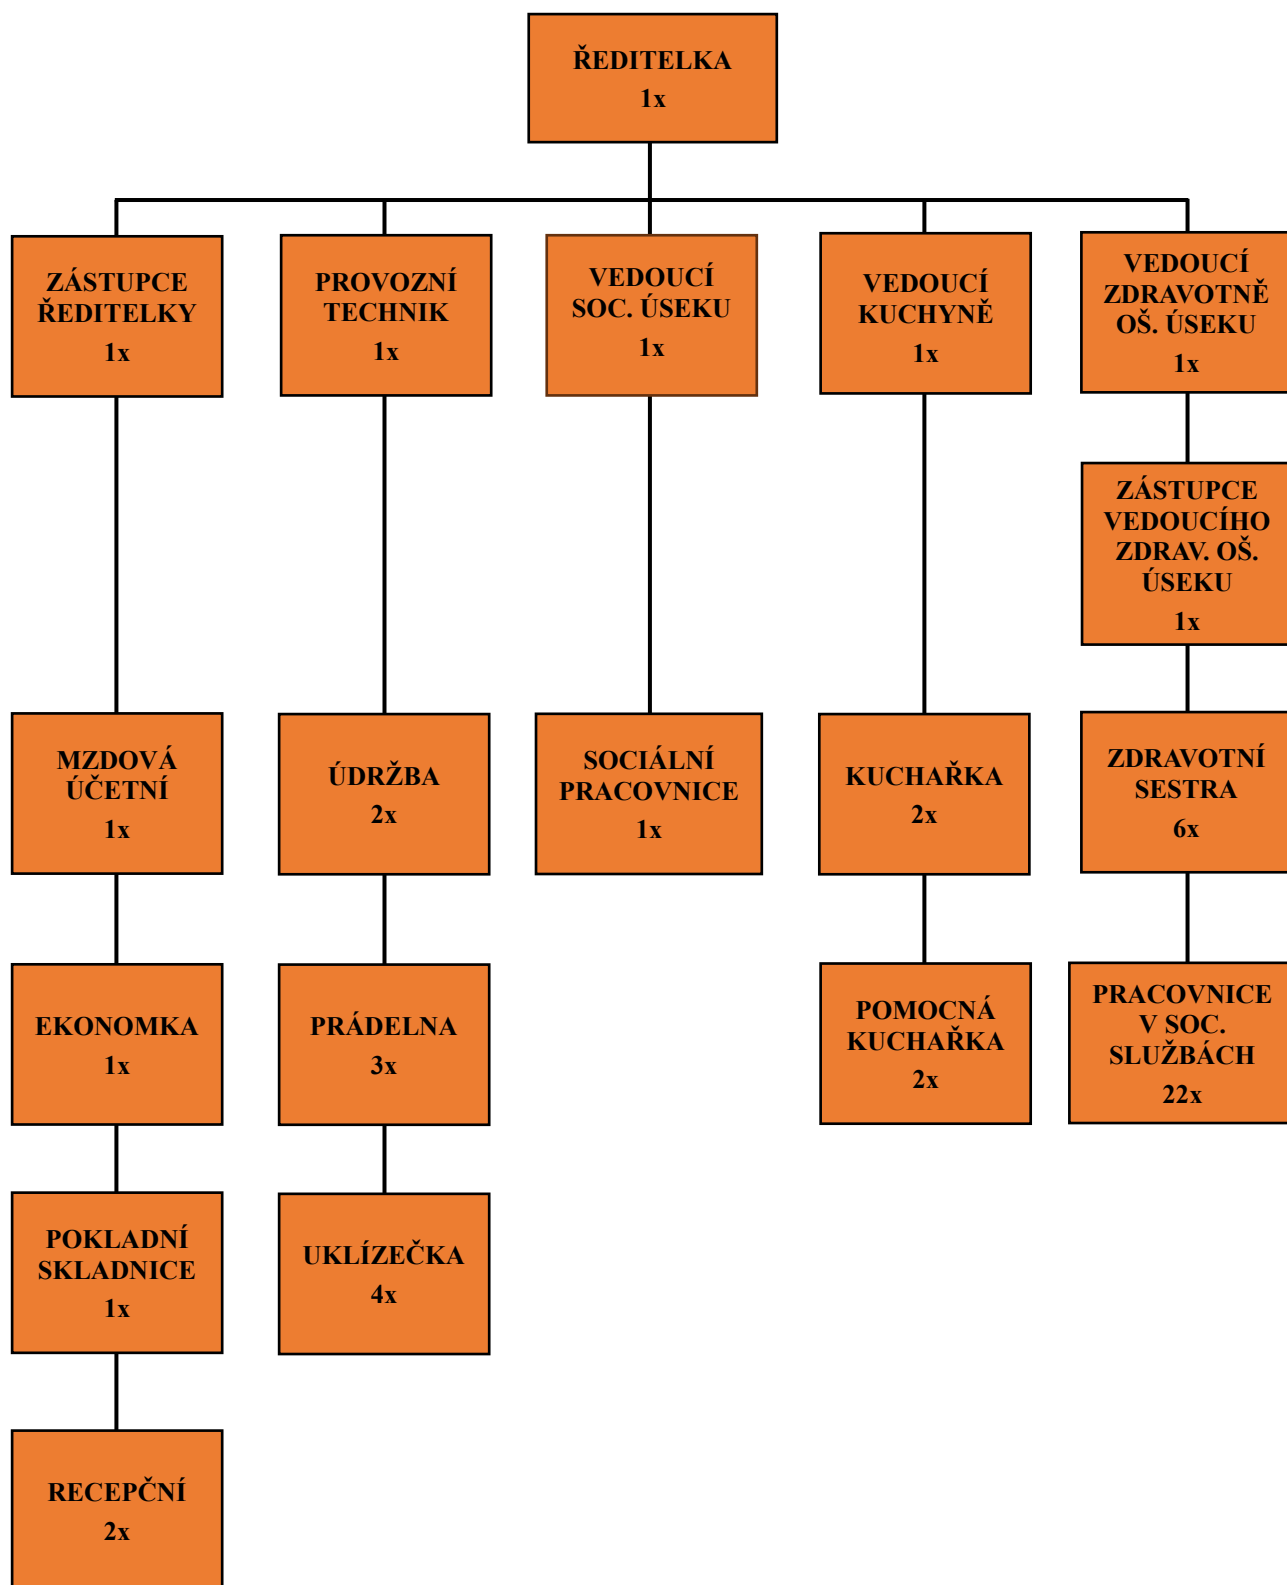 ŘEDITELKA
1x
ZÁSTUPCE
ŘEDITELKY
1x
PROVOZNÍ
TECHNIK
1x
VEDOUCÍ
SOC. ÚSEKU
1x
VEDOUCÍ
KUCHYNĚ
1x
VEDOUCÍ
ZDRAVOTNĚ
OŠ. ÚSEKU
1x
ZÁSTUPCE
VEDOUCÍHO
ZDRAV. OŠ.
ÚSEKU
1x
MZDOVÁ
ÚČETNÍ
1x
ÚDRŽBA
2x
SOCIÁLNÍ
PRACOVNICE
1x
KUCHAŘKA
2x
ZDRAVOTNÍ
SESTRA
6x
EKONOMKA
1x
PRÁDELNA
3x
POMOCNÁ
KUCHAŘKA
2x
PRACOVNICE
V SOC.
SLUŽBÁCH
22x
POKLADNÍ
SKLADNICE
1x
UKLÍZEČKA
4x
RECEPČNÍ
2x